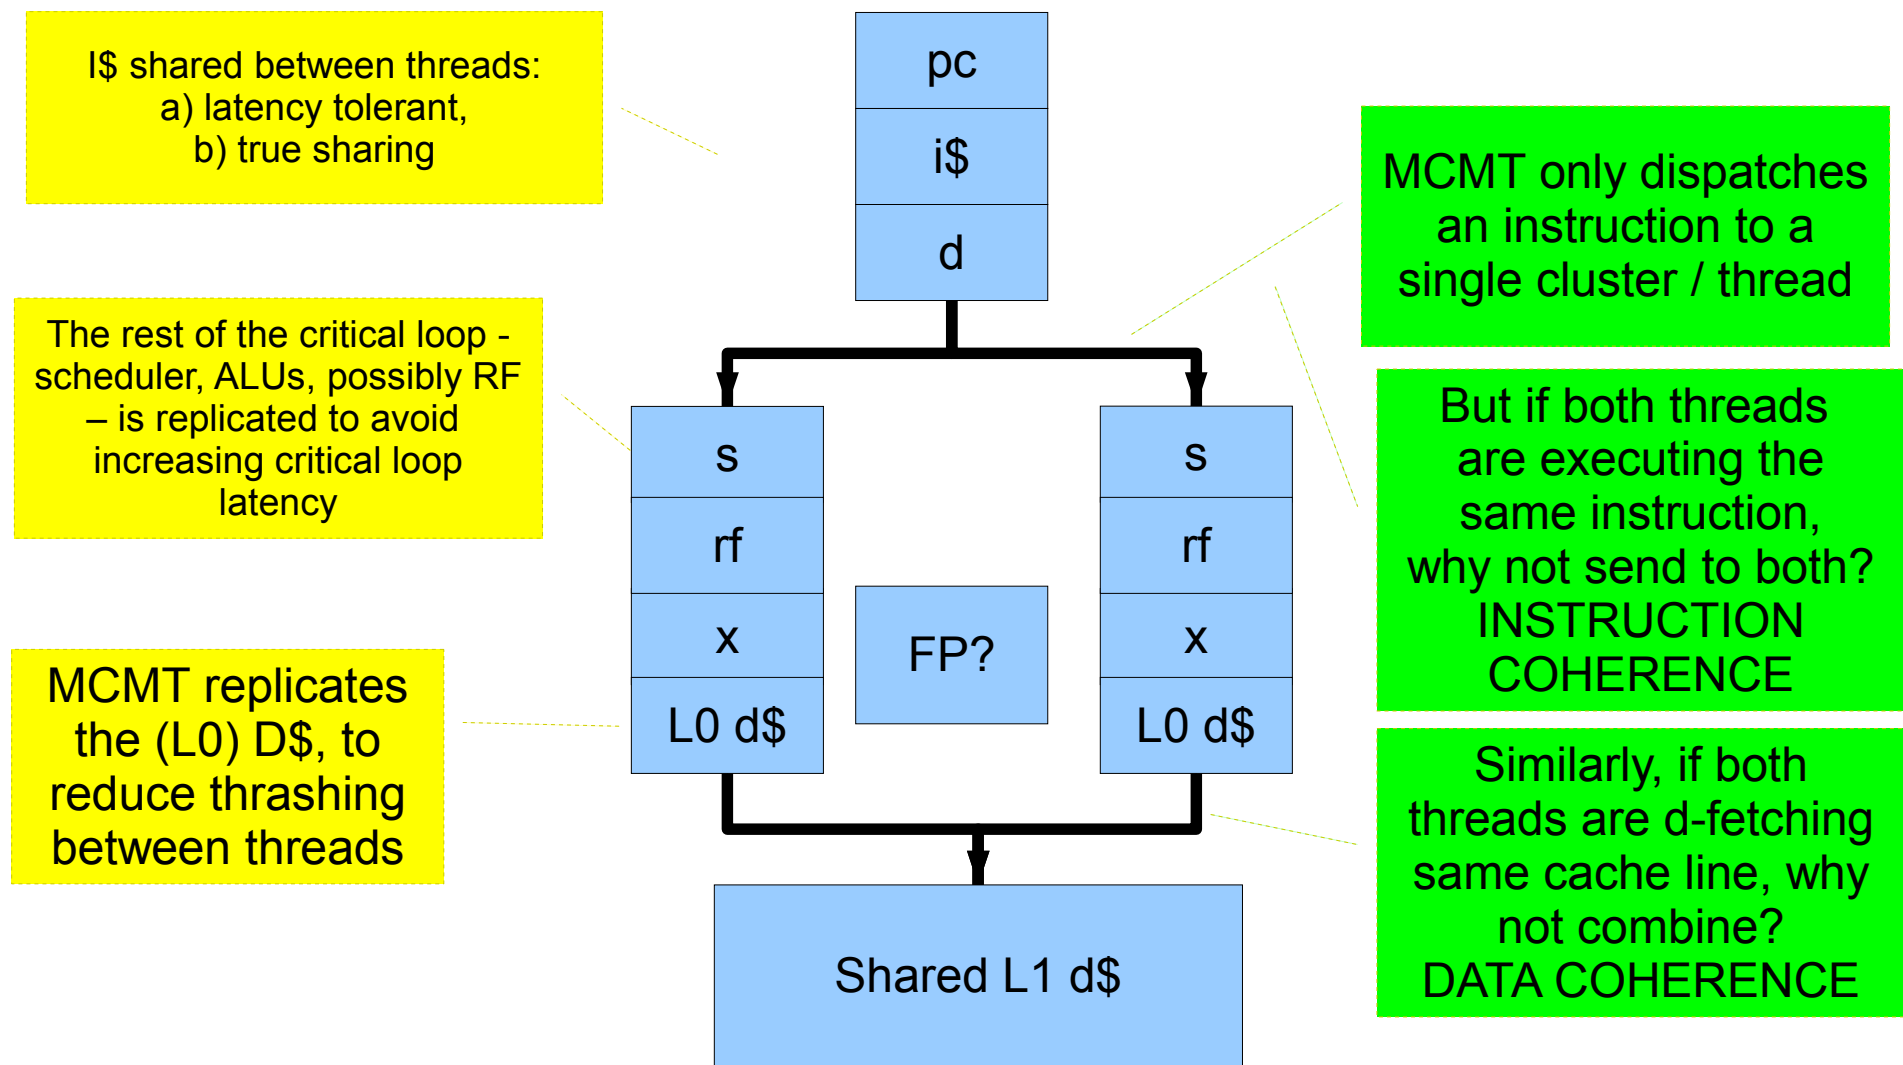 I$ shared between threads:
a) latency tolerant,
b) true sharing
The rest of the critical loop -
scheduler, ALUs, possibly RF
– is replicated to avoid
increasing critical loop
latency
MCMT replicates
the (L0) D$, to
reduce thrashing
between threads
pc
i$
d
s
rf
x
L0 d$
FP?
s
rf
x
L0 d$
Shared L1 d$
MCMT only dispatches
an instruction to a
single cluster / thread
But if both threads
are executing the
same instruction,
why not send to both?
INSTRUCTION
COHERENCE
Similarly, if both
threads are d-fetching
same cache line, why
not combine?
DATA COHERENCE